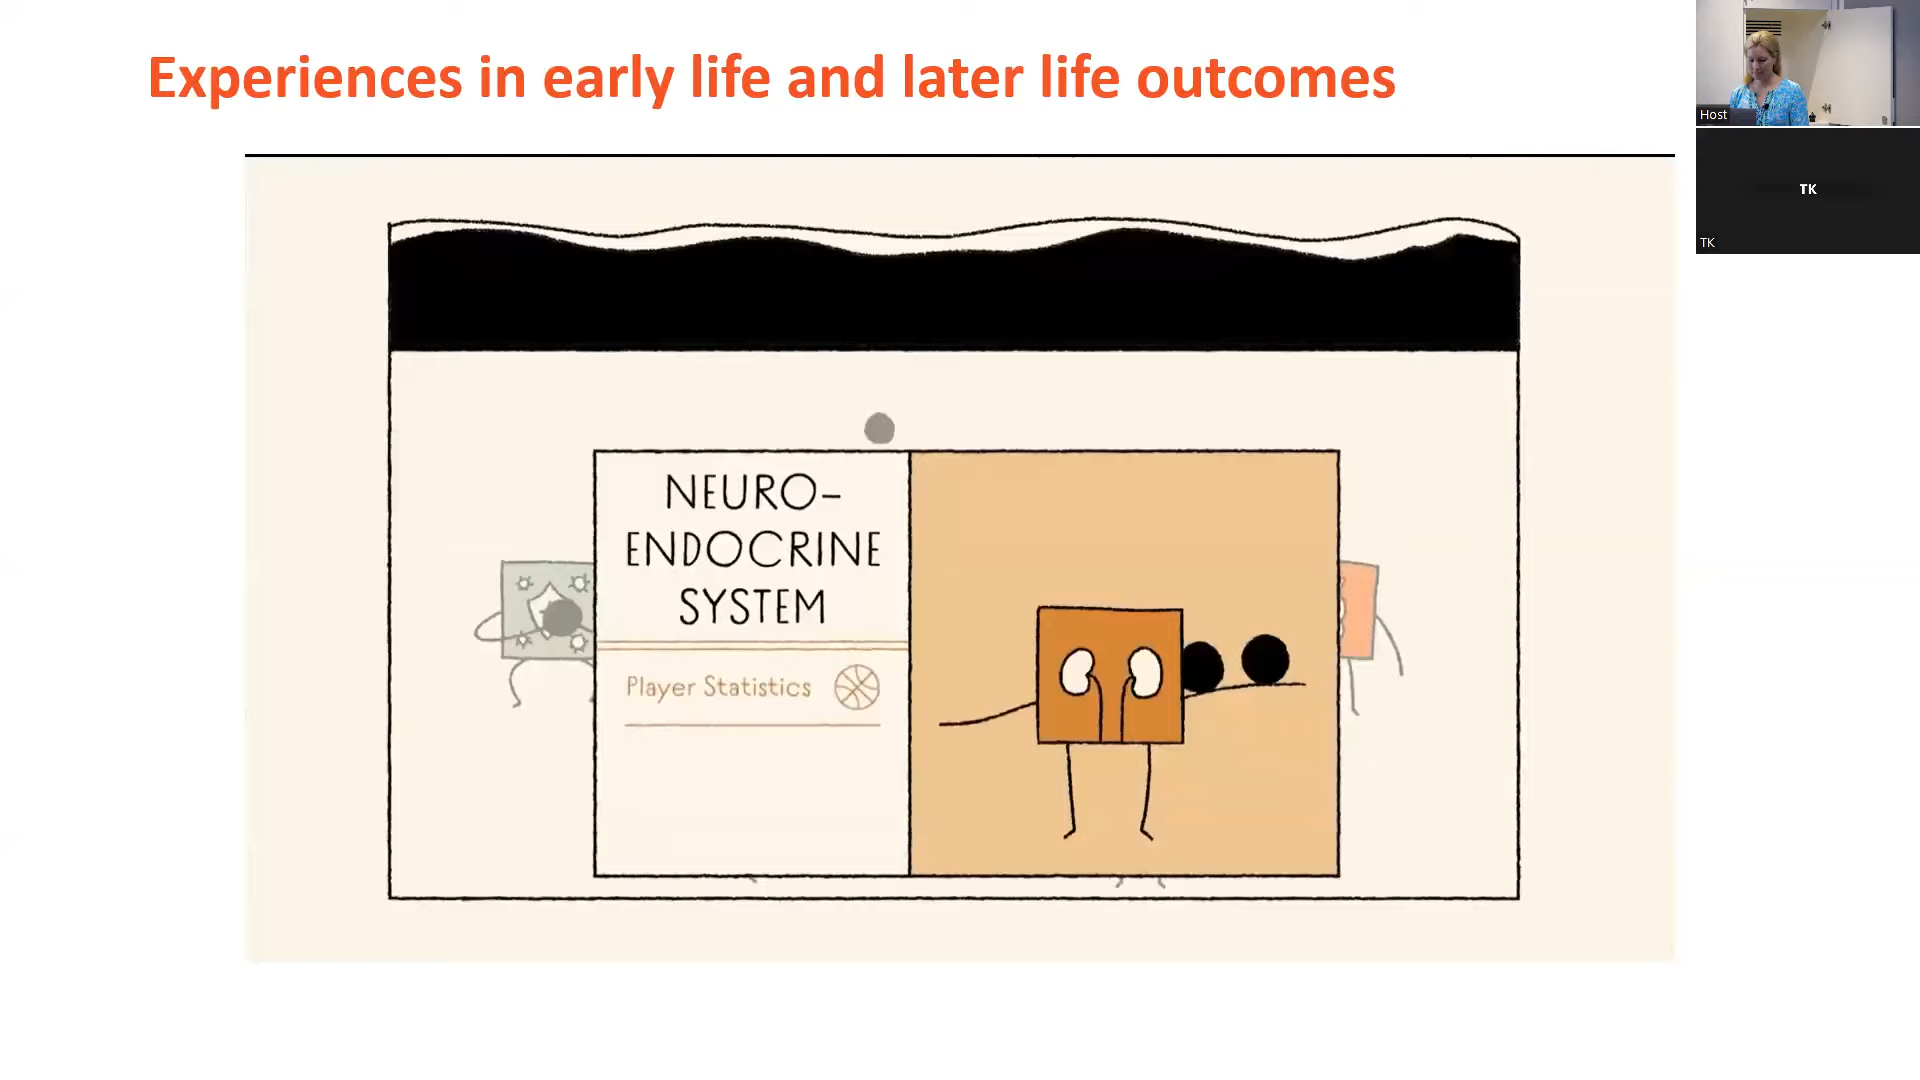 Experiences in early life and later life outcomes
NEURO-
ENDOCRINE
SYSTEM
Player Statistics
Host
TK
TK